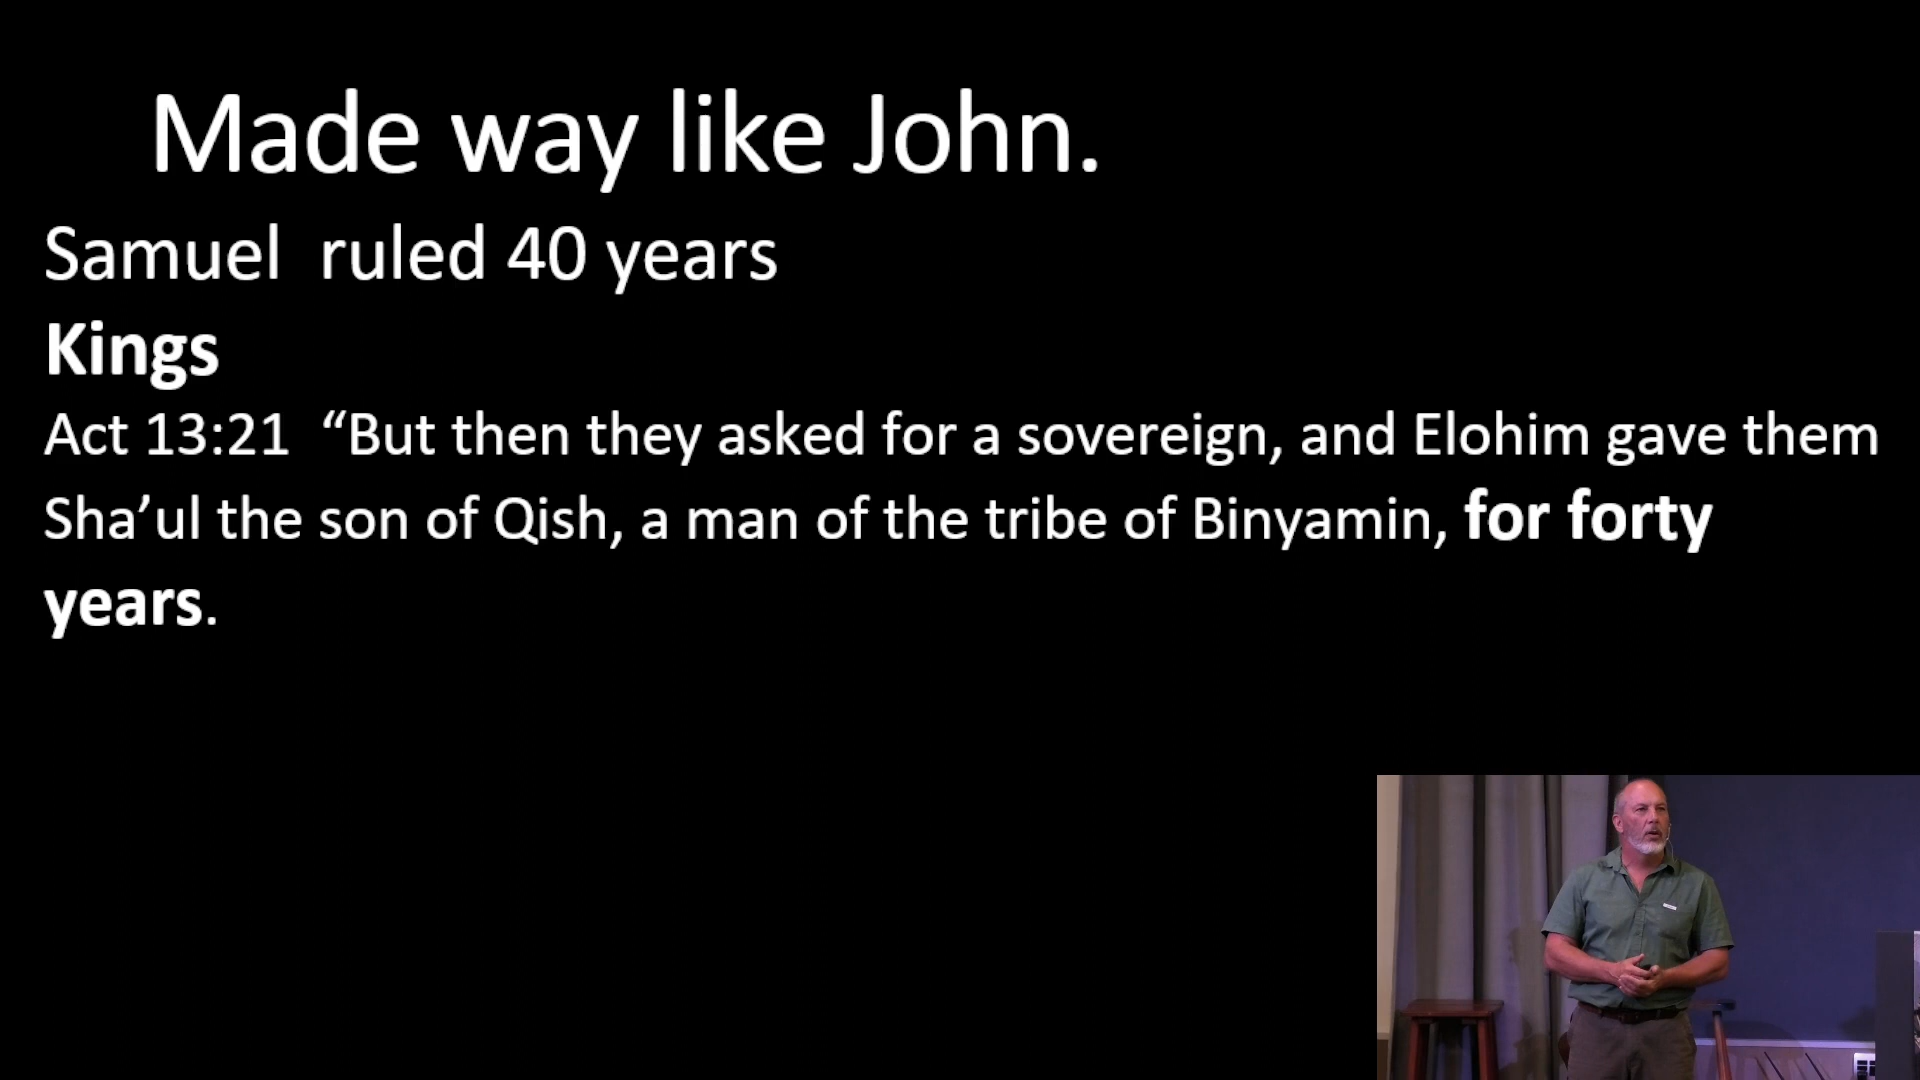 Made way like John.
Samuel  ruled 40 years
Kings
Act 13:21  “But then they asked for a sovereign, and Elohim gave them
Sha’ul the son of Qish, a man of the tribe of Binyamin, for forty
years.